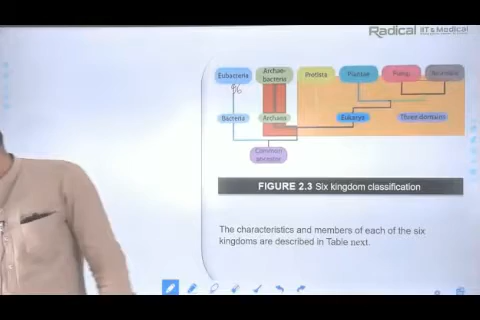 Radical IIT & Medical
Eubacteria
Archae-
bacteria
Protista
Plantae
Fungi
Animalia
Bacteria
Archaea
Eukarya
Three domains
Common
ancestor
FIGURE 2.3 Six kingdom classification
The characteristics and members of each of the six
kingdoms are described in Table next.